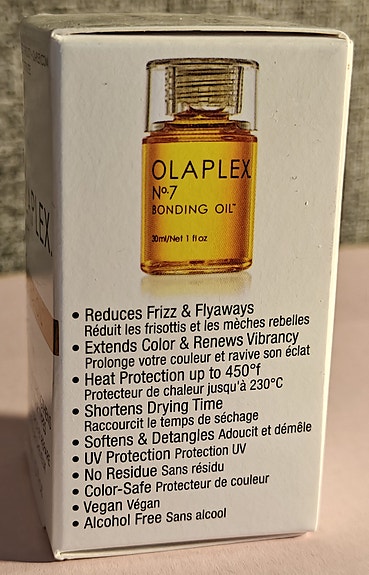 OLAPLEX.
Nº.7
BONDING OIL™
30ml/Net 1 fl oz
• Reduces Frizz & Flyaways
Réduit les frisottis et les mèches rebelles
• Extends Color & Renews Vibrancy
Prolonge votre couleur et ravive son éclat
• Heat Protection up to 450°f
Protecteur de chaleur jusqu'à 230°C
• Shortens Drying Time
Raccourcit le temps de séchage
• Softens & Detangles Adoucit et démêle
• UV Protection Protection UV
• No Residue Sans résidu
• Color-Safe Protecteur de couleur
• Vegan Végan
• Alcohol Free Sans alcool